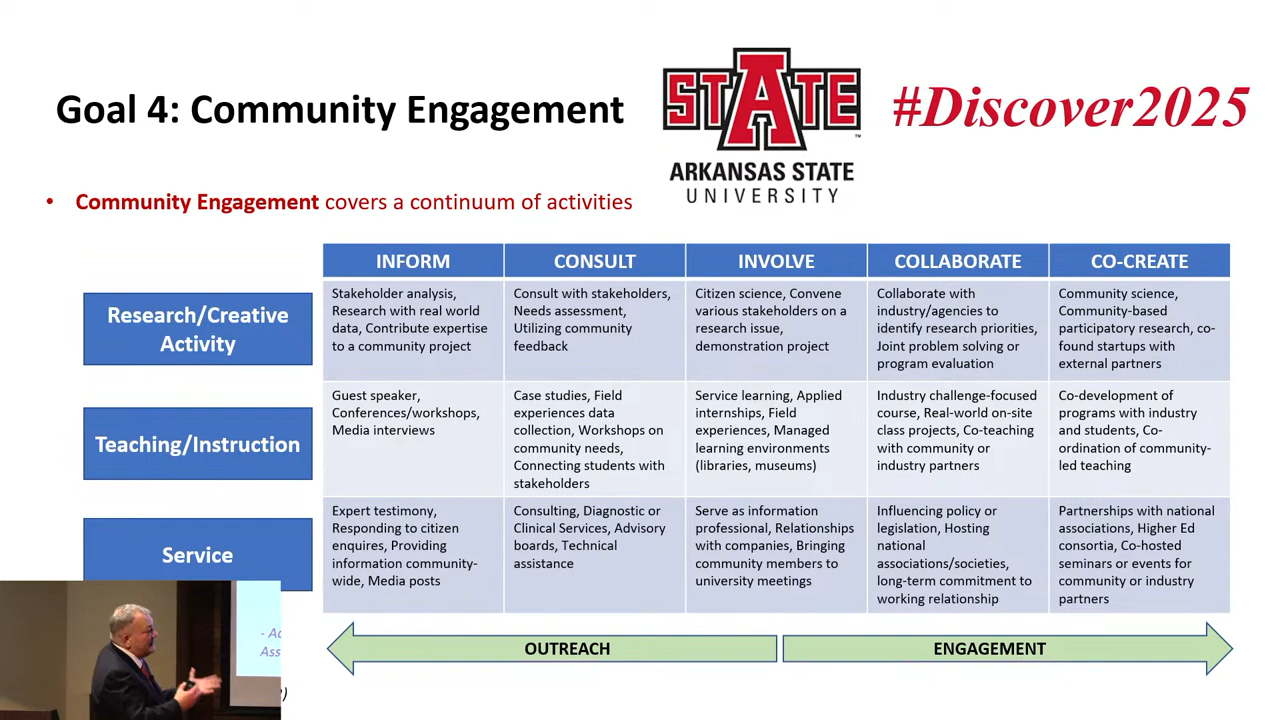 Goal 4: Community Engagement
STATE
™
ARKANSAS STATE
UNIVERSITY
#Discover2025
• Community Engagement covers a continuum of activities
INFORM
CONSULT
INVOLVE
COLLABORATE
CO-CREATE
Research/Creative
Activity
Stakeholder analysis,
Research with real world
data, Contribute expertise
to a community project
Consult with stakeholders,
Needs assessment,
Utilizing community
feedback
Citizen science, Convene
various stakeholders on a
research issue,
demonstration project
Collaborate with
industry/agencies to
identify research priorities,
Joint problem solving or
program evaluation
Community science,
Community-based
participatory research, co-
found startups with
external partners
Teaching/Instruction
Guest speaker,
Conferences/workshops,
Media interviews
Case studies, Field
experiences data
collection, Workshops on
community needs,
Connecting students with
stakeholders
Service learning, Applied
internships, Field
experiences, Managed
learning environments
(libraries, museums)
Industry challenge-focused
course, Real-world on-site
class projects, Co-teaching
with community or
industry partners
Co-development of
programs with industry
and students, Co-
ordination of community-
led teaching
Service
Expert testimony,
Responding to citizen
enquires, Providing
information community-
wide, Media posts
Consulting, Diagnostic or
Clinical Services, Advisory
boards, Technical
assistance
Serve as information
professional, Relationships
with companies, Bringing
community members to
university meetings
Influencing policy or
legislation, Hosting
national
associations/societies,
long-term commitment to
working relationship
Partnerships with national
associations, Higher Ed
consortia, Co-hosted
seminars or events for
community or industry
partners
OUTREACH
ENGAGEMENT